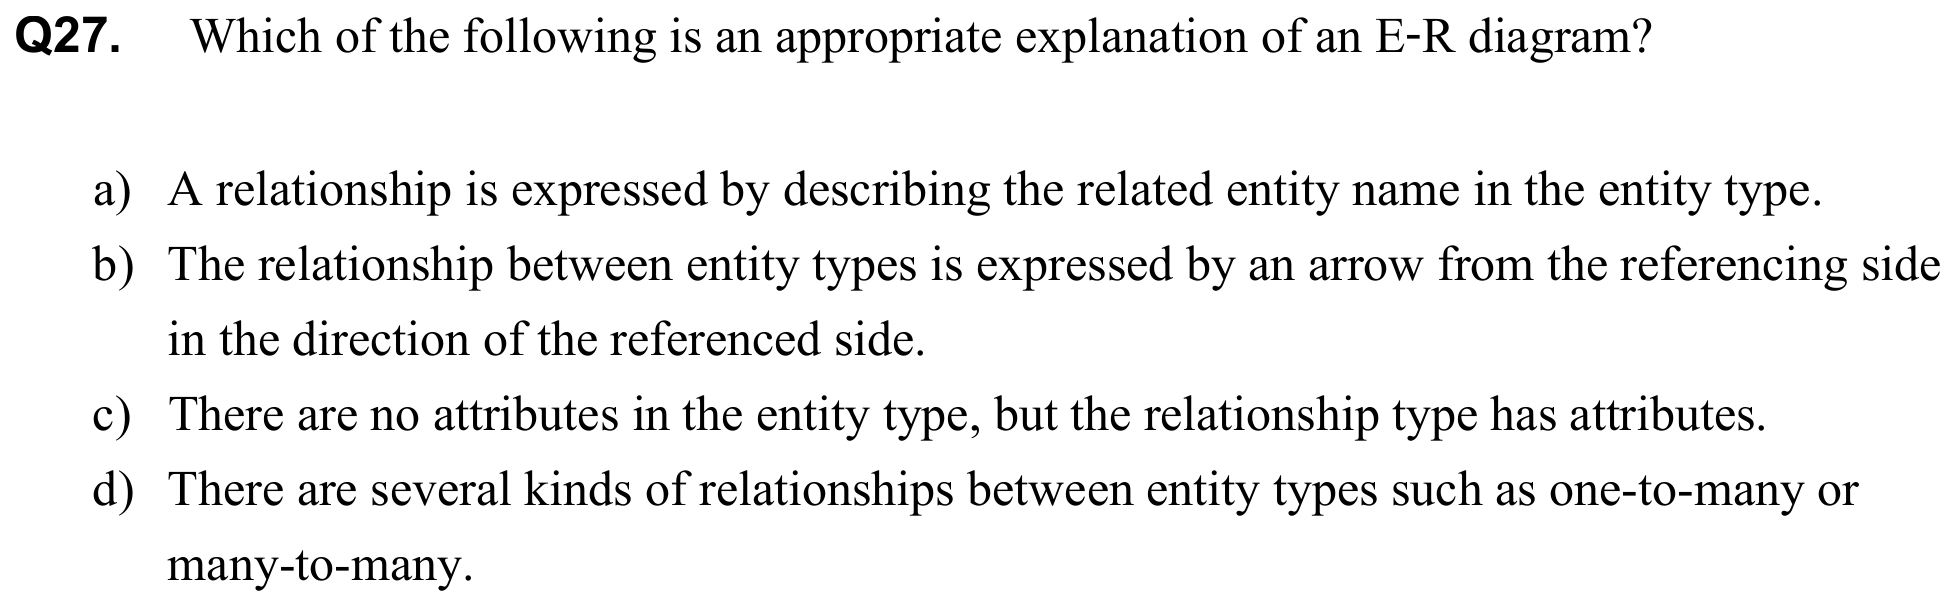 Q27. Which of the following is an appropriate explanation of an E-R diagram?
a) A relationship is expressed by describing the related entity name in the entity type.
b) The relationship between entity types is expressed by an arrow from the referencing side
in the direction of the referenced side.
c) There are no attributes in the entity type, but the relationship type has attributes.
d) There are several kinds of relationships between entity types such as one-to-many or
many-to-many.